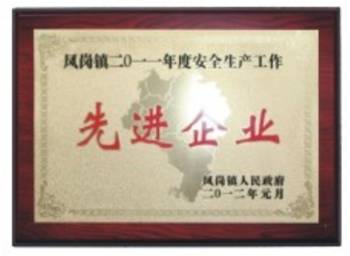 凤岗镇二〇一一年度安全生产工作
先进企业
凤岗镇人民政府
二〇一二年元月